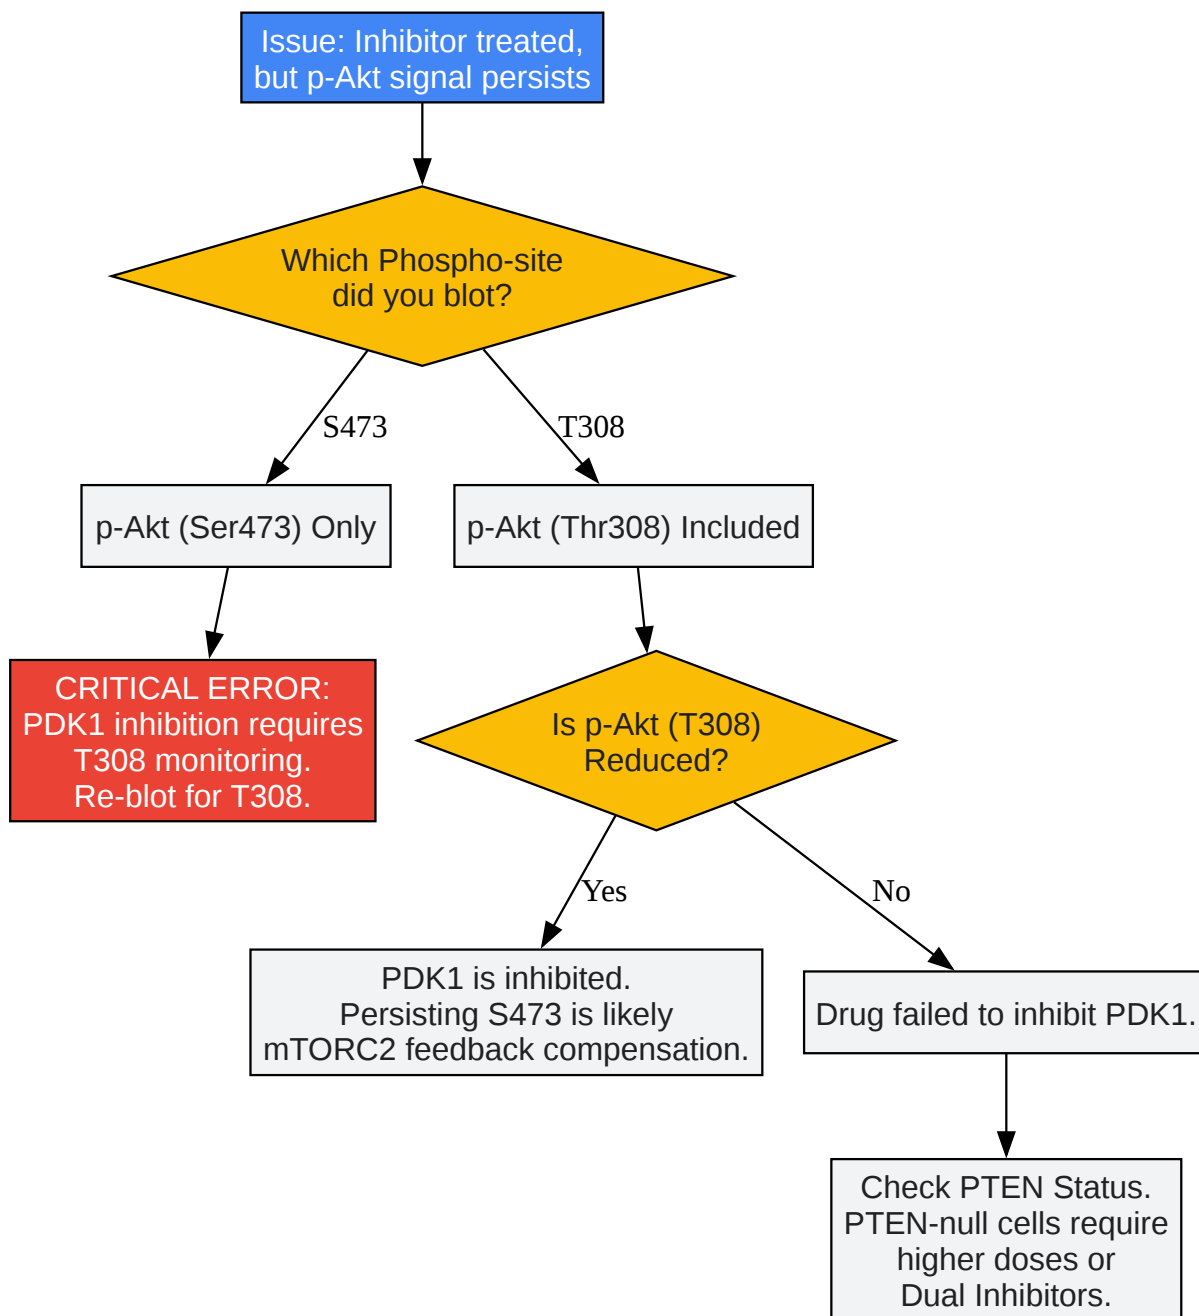 Issue: Inhibitor treated,
but p-Akt signal persists
Which Phospho-site
did you blot?
S473
T308
p-Akt (Ser473) Only
p-Akt (Thr308) Included
CRITICAL ERROR:
PDK1 inhibition requires
T308 monitoring.
Re-blot for T308.
Is p-Akt (T308)
Reduced?
Yes
No
PDK1 is inhibited.
Persisting S473 is likely
mTORC2 feedback compensation.
Drug failed to inhibit PDK1.
Check PTEN Status.
PTEN-null cells require
higher doses or
Dual Inhibitors.